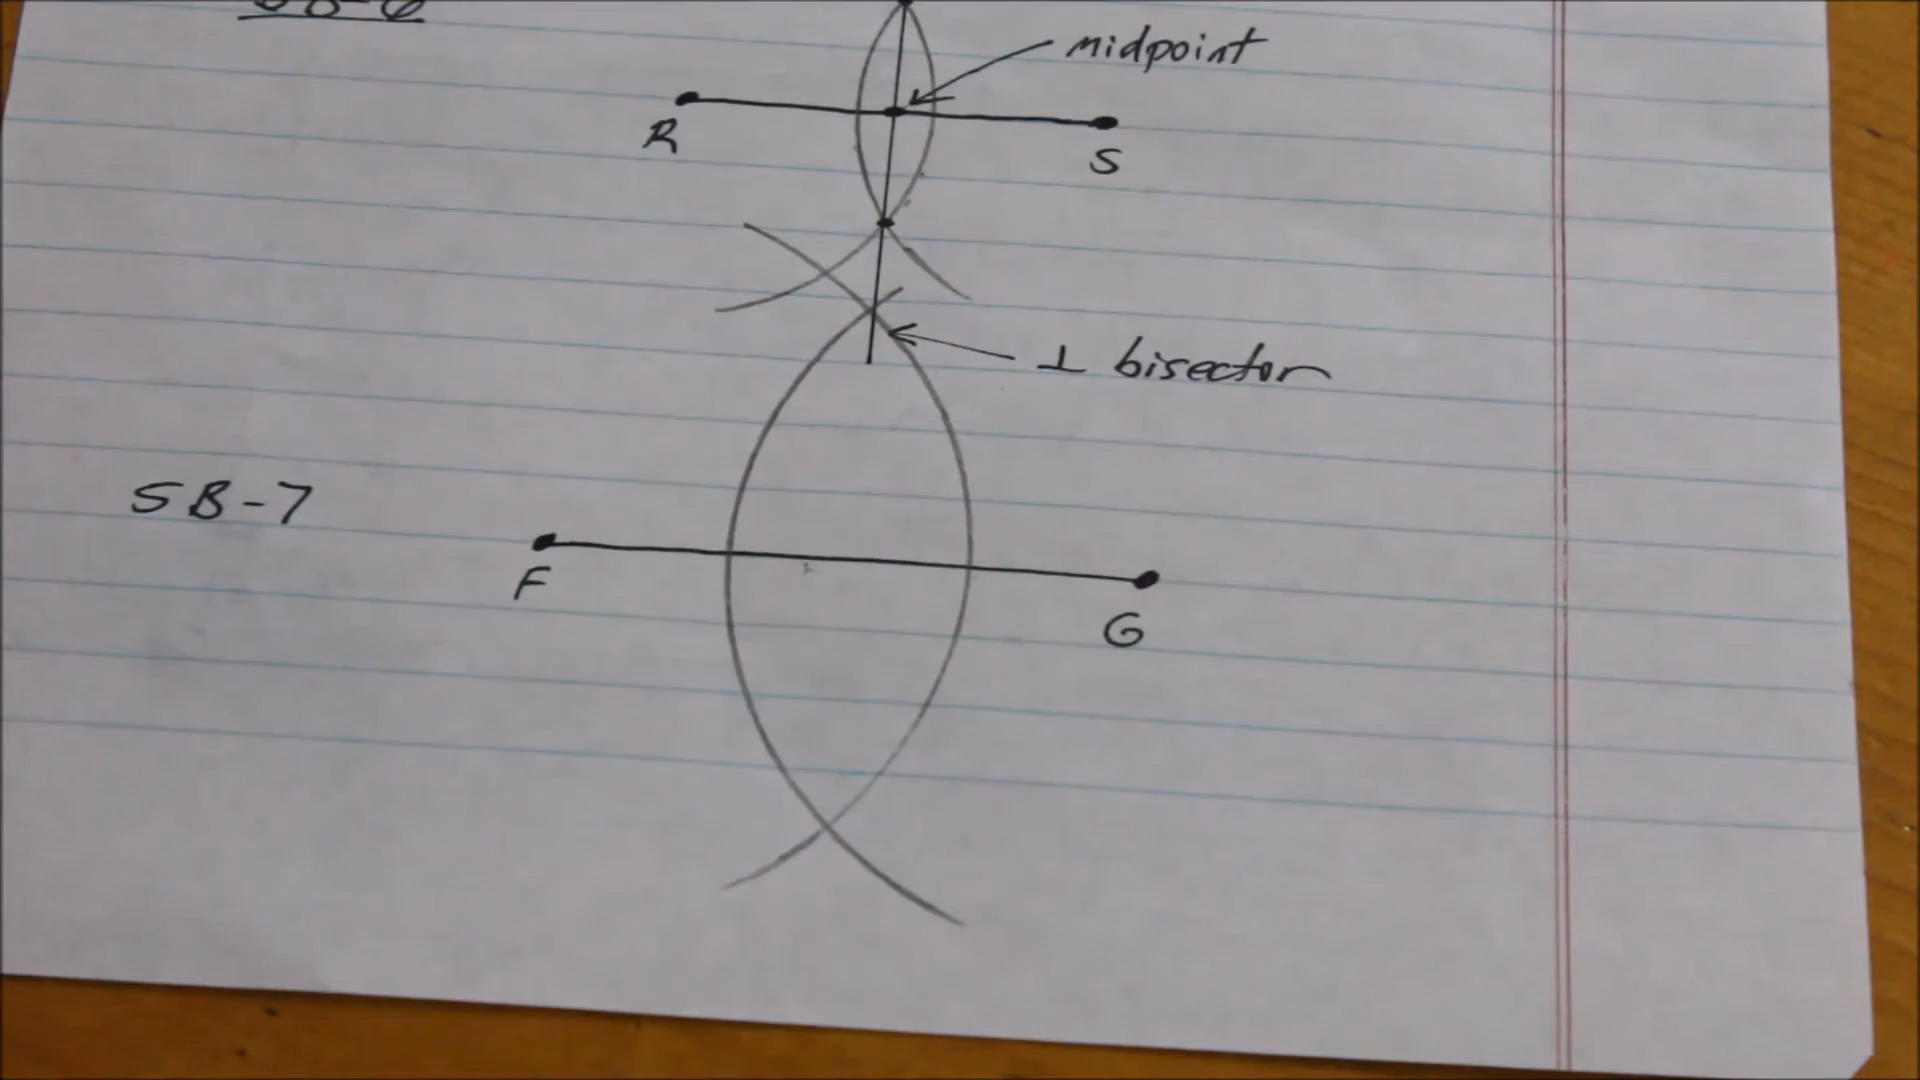 midpoint
R
S
⊥ bisector
SB-7
F
G